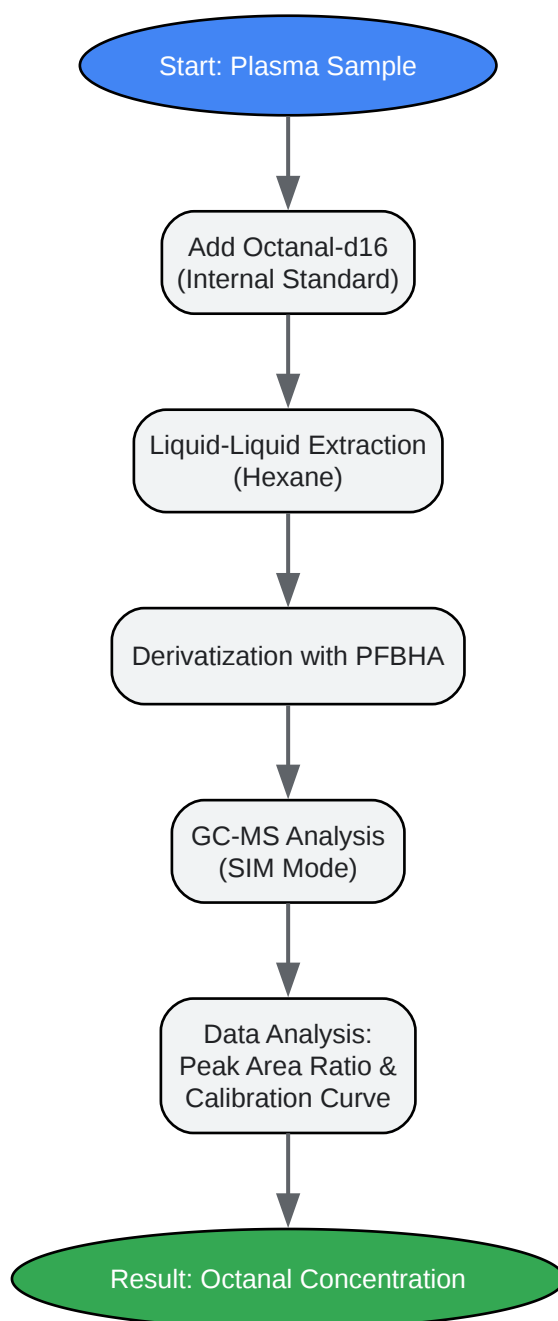 Start: Plasma Sample
Add Octanal-d16
(Internal Standard)
Liquid-Liquid Extraction
(Hexane)
Derivatization with PFBHA
GC-MS Analysis
(SIM Mode)
Data Analysis:
Peak Area Ratio &
Calibration Curve
Result: Octanal Concentration